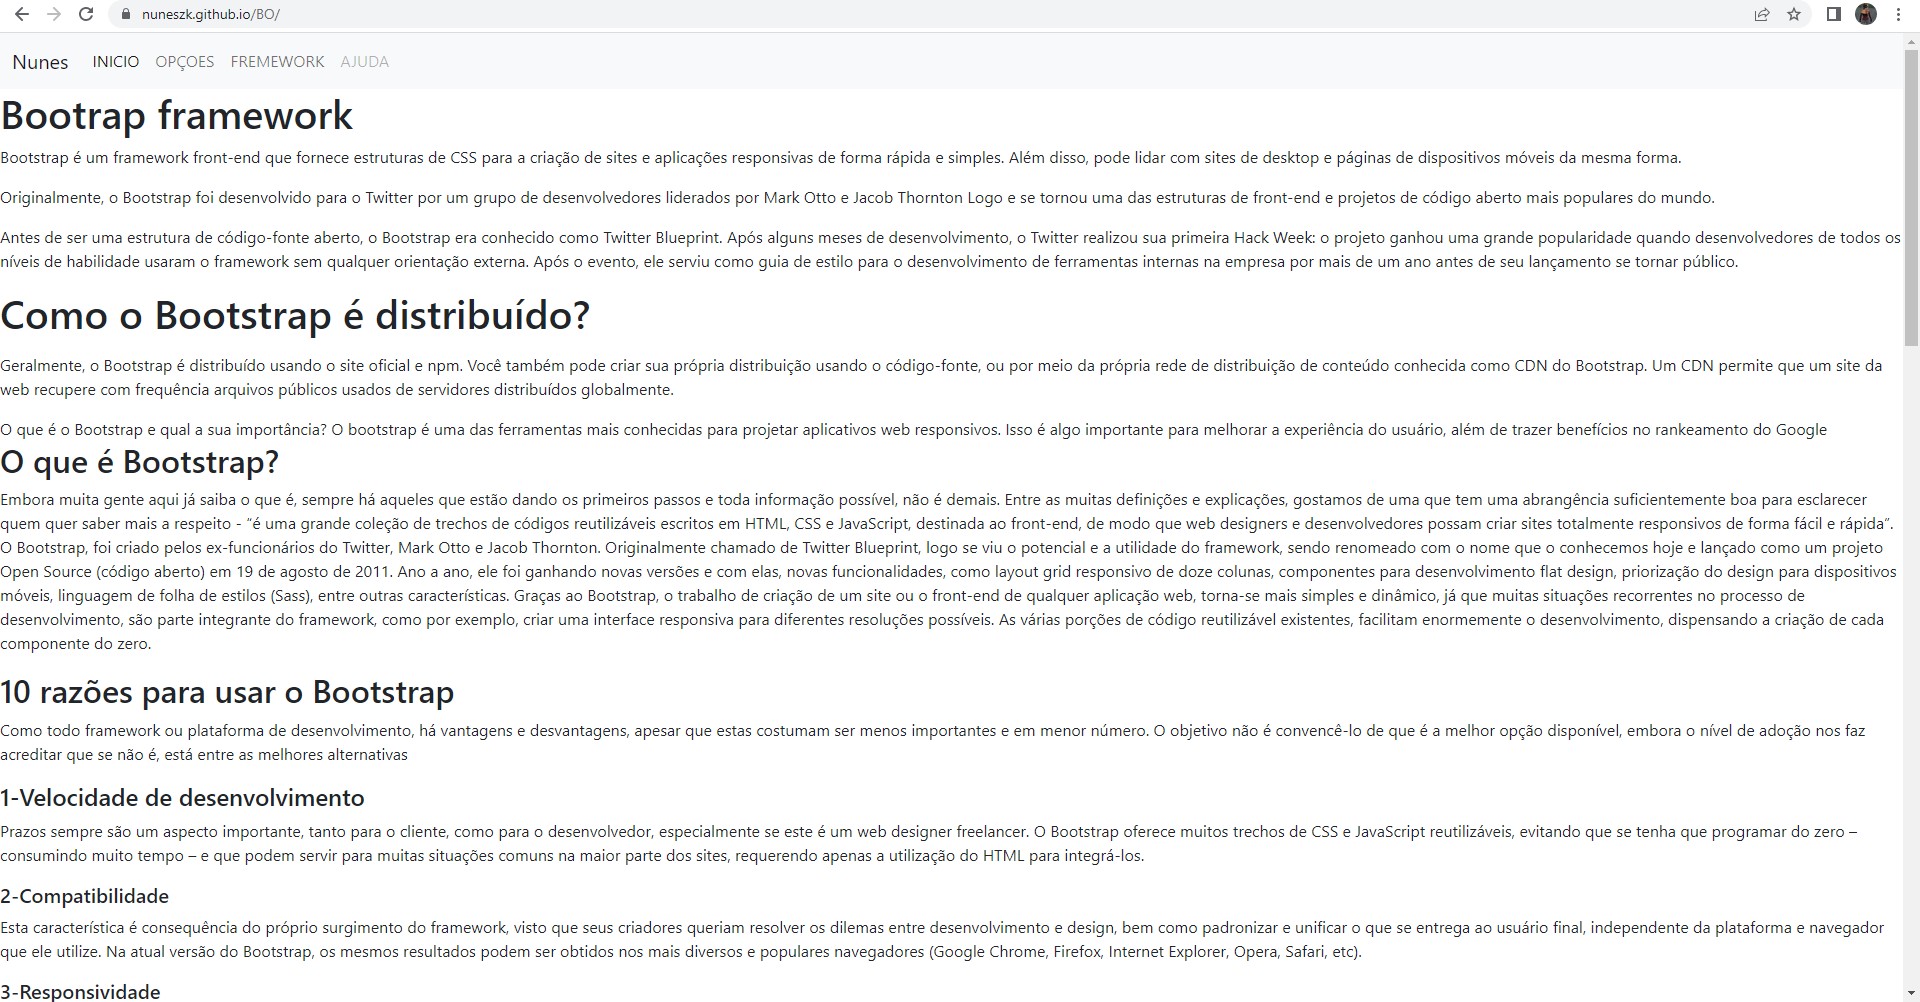 nuneszk.github.io/BO/
Nunes INICIO OPÇOES FREMEWORK AJUDA
Bootrap framework
Bootstrap é um framework front-end que fornece estruturas de CSS para a criação de sites e aplicações responsivas de forma rápida e simples. Além disso, pode lidar com sites de desktop e páginas de dispositivos móveis da mesma forma.
Originalmente, o Bootstrap foi desenvolvido para o Twitter por um grupo de desenvolvedores liderados por Mark Otto e Jacob Thornton Logo e se tornou uma das estruturas de front-end e projetos de código aberto mais populares do mundo.
Antes de ser uma estrutura de código-fonte aberto, o Bootstrap era conhecido como Twitter Blueprint. Após alguns meses de desenvolvimento, o Twitter realizou sua primeira Hack Week: o projeto ganhou uma grande popularidade quando desenvolvedores de todos os
níveis de habilidade usaram o framework sem qualquer orientação externa. Após o evento, ele serviu como guia de estilo para o desenvolvimento de ferramentas internas na empresa por mais de um ano antes de seu lançamento se tornar público.
Como o Bootstrap é distribuído?
Geralmente, o Bootstrap é distribuído usando o site oficial e npm. Você também pode criar sua própria distribuição usando o código-fonte, ou por meio da própria rede de distribuição de conteúdo conhecida como CDN do Bootstrap. Um CDN permite que um site da
web recupere com frequência arquivos públicos usados de servidores distribuídos globalmente.
O que é o Bootstrap e qual a sua importância? O bootstrap é uma das ferramentas mais conhecidas para projetar aplicativos web responsivos. Isso é algo importante para melhorar a experiência do usuário, além de trazer benefícios no rankeamento do Google
O que é Bootstrap?
Embora muita gente aqui já saiba o que é, sempre há aqueles que estão dando os primeiros passos e toda informação possível, não é demais. Entre as muitas definições e explicações, gostamos de uma que tem uma abrangência suficientemente boa para esclarecer
quem quer saber mais a respeito - “é uma grande coleção de trechos de códigos reutilizáveis escritos em HTML, CSS e JavaScript, destinada ao front-end, de modo que web designers e desenvolvedores possam criar sites totalmente responsivos de forma fácil e rápida”.
O Bootstrap, foi criado pelos ex-funcionários do Twitter, Mark Otto e Jacob Thornton. Originalmente chamado de Twitter Blueprint, logo se viu o potencial e a utilidade do framework, sendo renomeado com o nome que o conhecemos hoje e lançado como um projeto
Open Source (código aberto) em 19 de agosto de 2011. Ano a ano, ele foi ganhando novas versões e com elas, novas funcionalidades, como layout grid responsivo de doze colunas, componentes para desenvolvimento flat design, priorização do design para dispositivos
móveis, linguagem de folha de estilos (Sass), entre outras características. Graças ao Bootstrap, o trabalho de criação de um site ou o front-end de qualquer aplicação web, torna-se mais simples e dinâmico, já que muitas situações recorrentes no processo de
desenvolvimento, são parte integrante do framework, como por exemplo, criar uma interface responsiva para diferentes resoluções possíveis. As várias porções de código reutilizável existentes, facilitam enormemente o desenvolvimento, dispensando a criação de cada
componente do zero.
10 razões para usar o Bootstrap
Como todo framework ou plataforma de desenvolvimento, há vantagens e desvantagens, apesar que estas costumam ser menos importantes e em menor número. O objetivo não é convencê-lo de que é a melhor opção disponível, embora o nível de adoção nos faz
acreditar que se não é, está entre as melhores alternativas
1-Velocidade de desenvolvimento
Prazos sempre são um aspecto importante, tanto para o cliente, como para o desenvolvedor, especialmente se este é um web designer freelancer. O Bootstrap oferece muitos trechos de CSS e JavaScript reutilizáveis, evitando que se tenha que programar do zero –
consumindo muito tempo – e que podem servir para muitas situações comuns na maior parte dos sites, requerendo apenas a utilização do HTML para integrá-los.
2-Compatibilidade
Esta característica é consequência do próprio surgimento do framework, visto que seus criadores queriam resolver os dilemas entre desenvolvimento e design, bem como padronizar e unificar o que se entrega ao usuário final, independente da plataforma e navegador
que ele utilize. Na atual versão do Bootstrap, os mesmos resultados podem ser obtidos nos mais diversos e populares navegadores (Google Chrome, Firefox, Internet Explorer, Opera, Safari, etc).
3-Responsividade